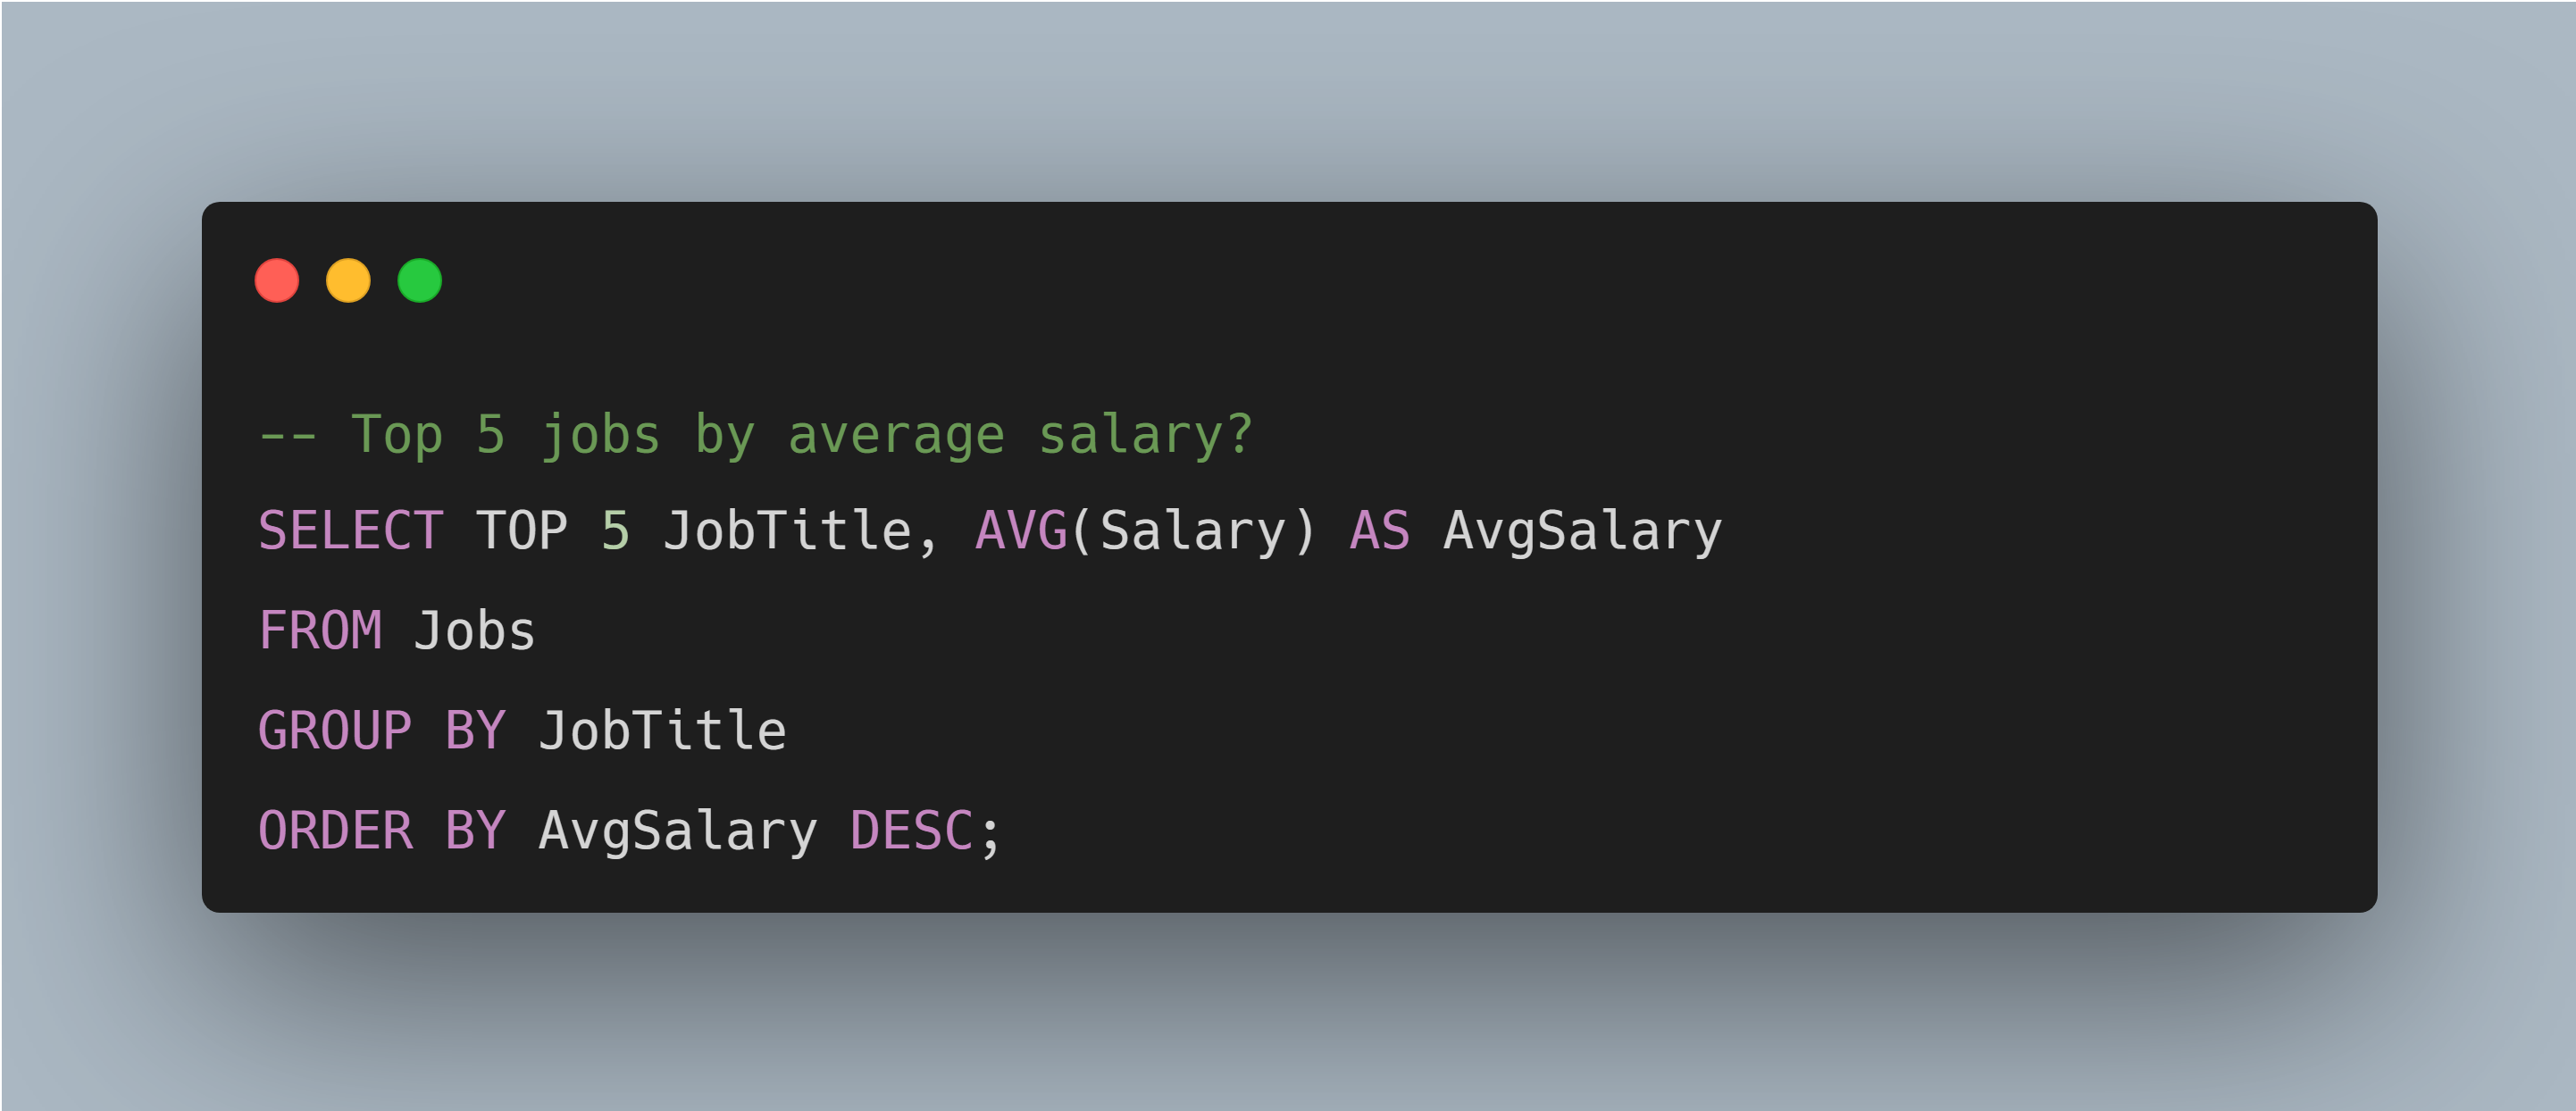 -- Top 5 jobs by average salary?
SELECT TOP 5 JobTitle, AVG(Salary) AS AvgSalary
FROM Jobs
GROUP BY JobTitle
ORDER BY AvgSalary DESC;